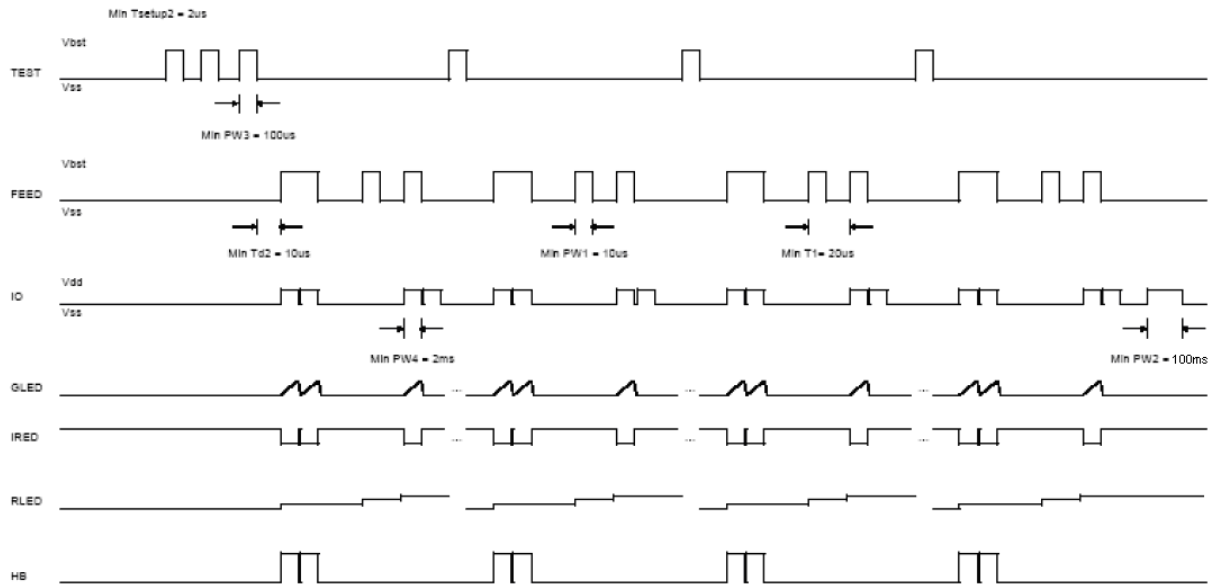 Min Tsetup2 = 2us
Vbst
TEST
Vss
Min PW3 = 100us
Vbst
FEED
Vss
Min Td2 = 10us
Min PW1 = 10us
Min T1= 20us
Vdd
IO
Vss
Min PW4 = 2ms
Min PW2 = 100ms
GLED
... ... ...
IRED
... ... ...
RLED
HB